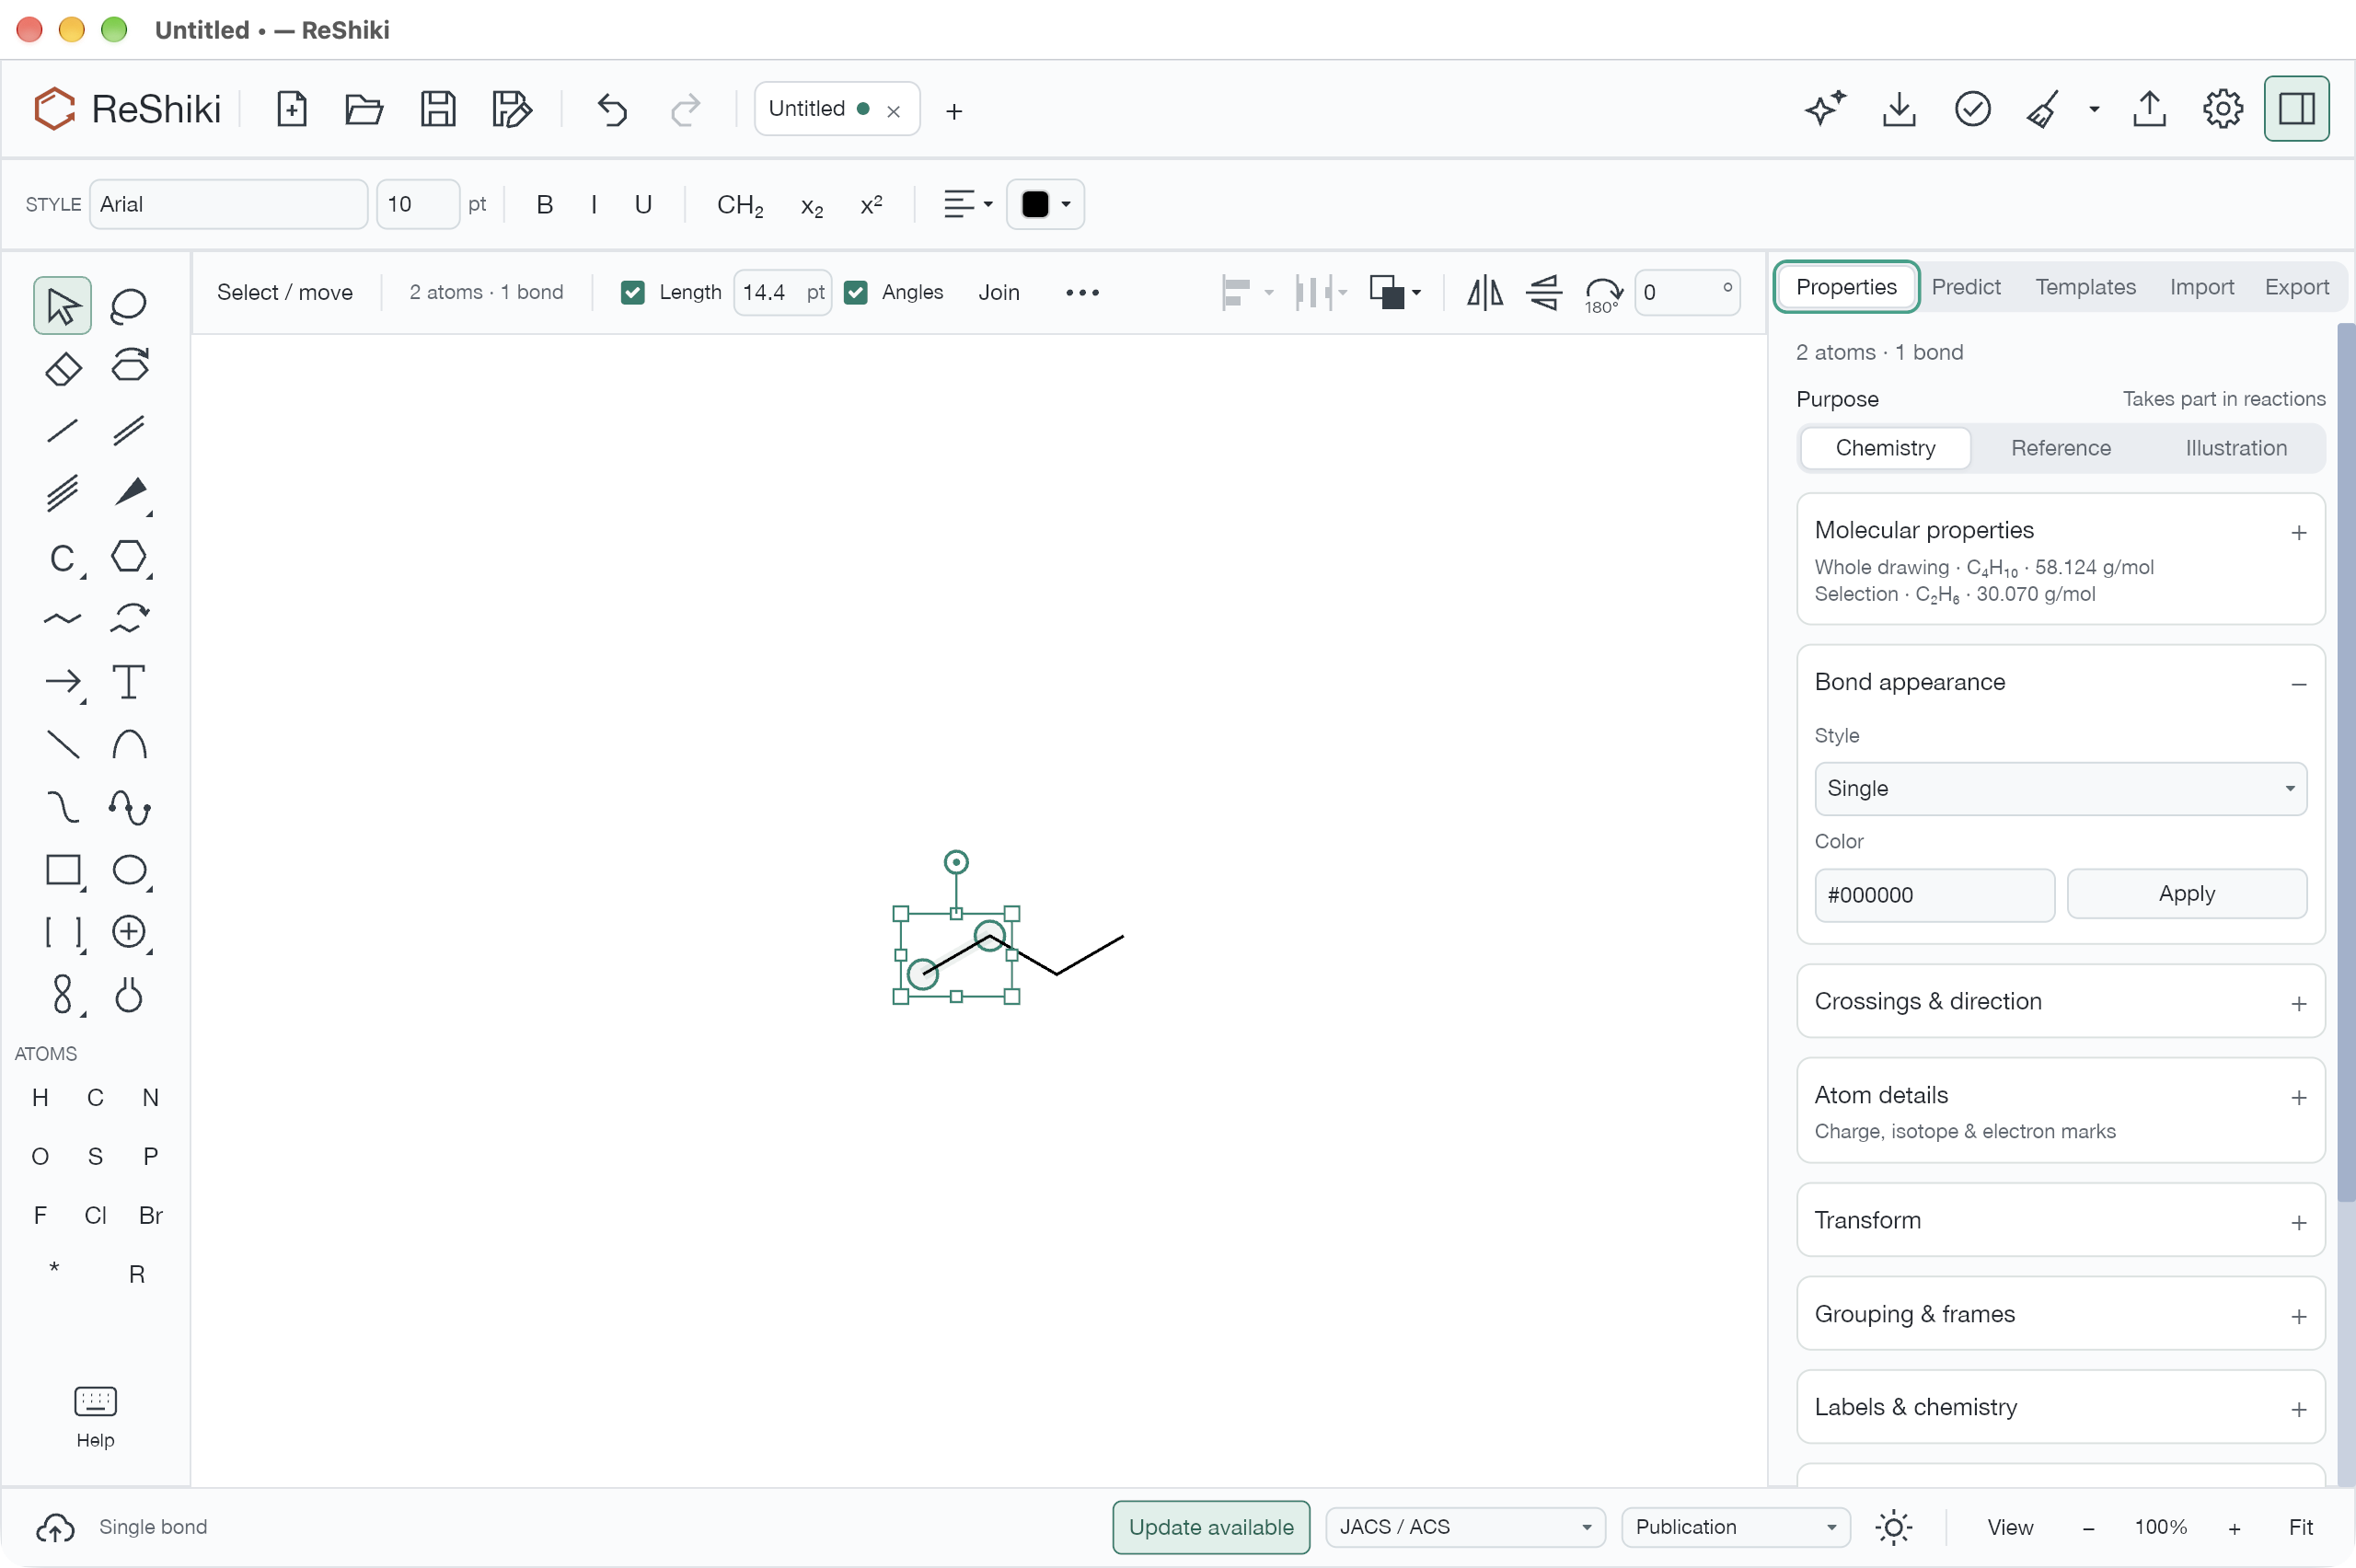 Untitled • — ReShiki
ReShiki
Untitled
STYLE Arial 10 pt B I U CH₂ x₂ x²
Select / move 2 atoms · 1 bond Length 14.4 pt Angles Join 180° 0 °
Properties Predict Templates Import Export
2 atoms · 1 bond
Purpose Takes part in reactions
Chemistry Reference Illustration
Molecular properties
Whole drawing · C₄H₁₀ · 58.124 g/mol
Selection · C₂H₆ · 30.070 g/mol
Bond appearance
Style
Single
Color
#000000 Apply
Crossings & direction
Atom details
Charge, isotope & electron marks
Transform
Grouping & frames
Labels & chemistry
C
T
ATOMS
H C N
O S P
F Cl Br
* R
Help
Single bond Update available JACS / ACS Publication View − 100% + Fit